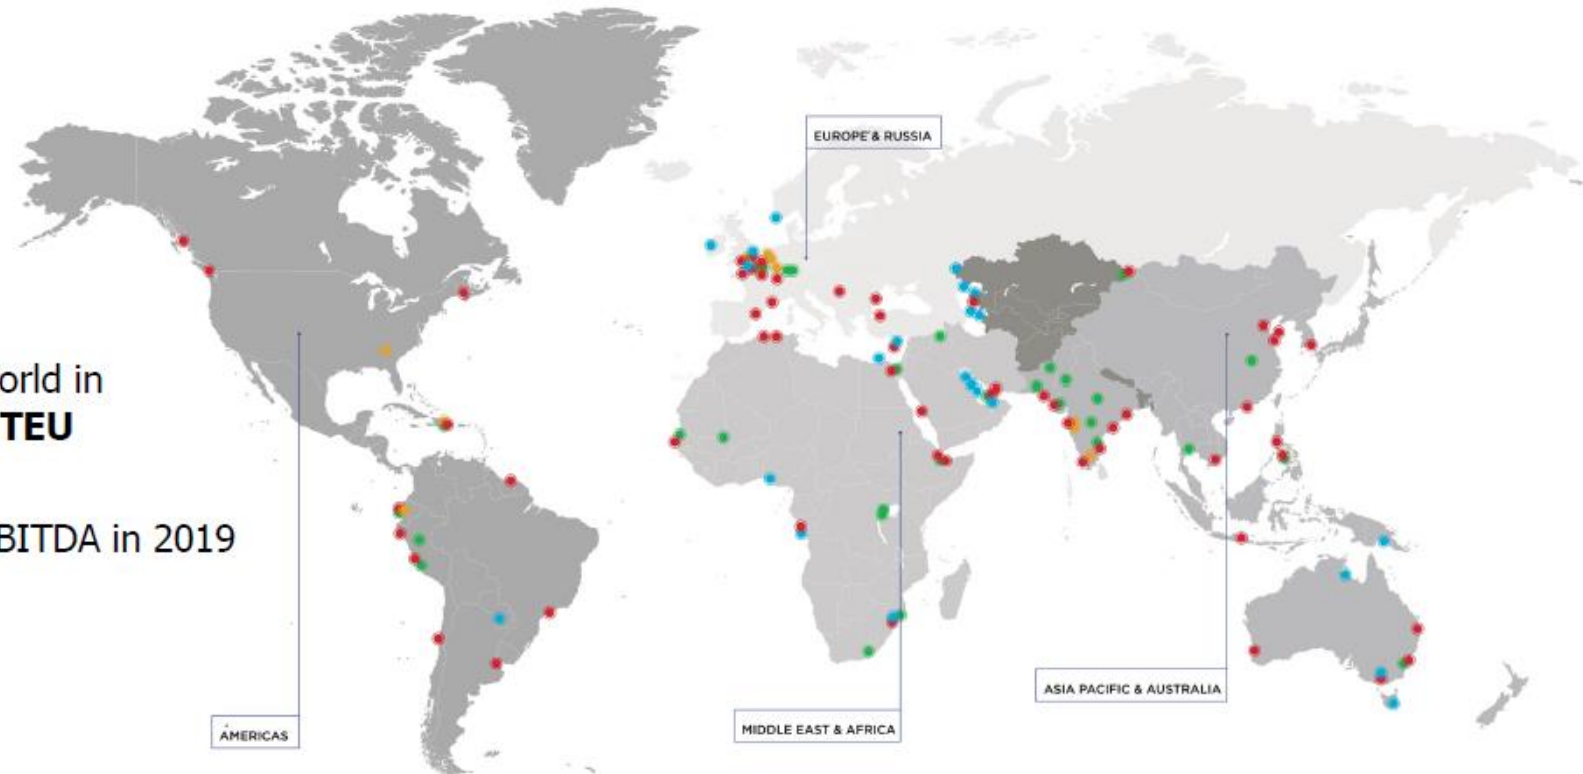 EUROPE & RUSSIA
orld in
TEU
BITDA in 2019
ASIA PACIFIC & AUSTRALIA
MIDDLE EAST & AFRICA
AMERICAS